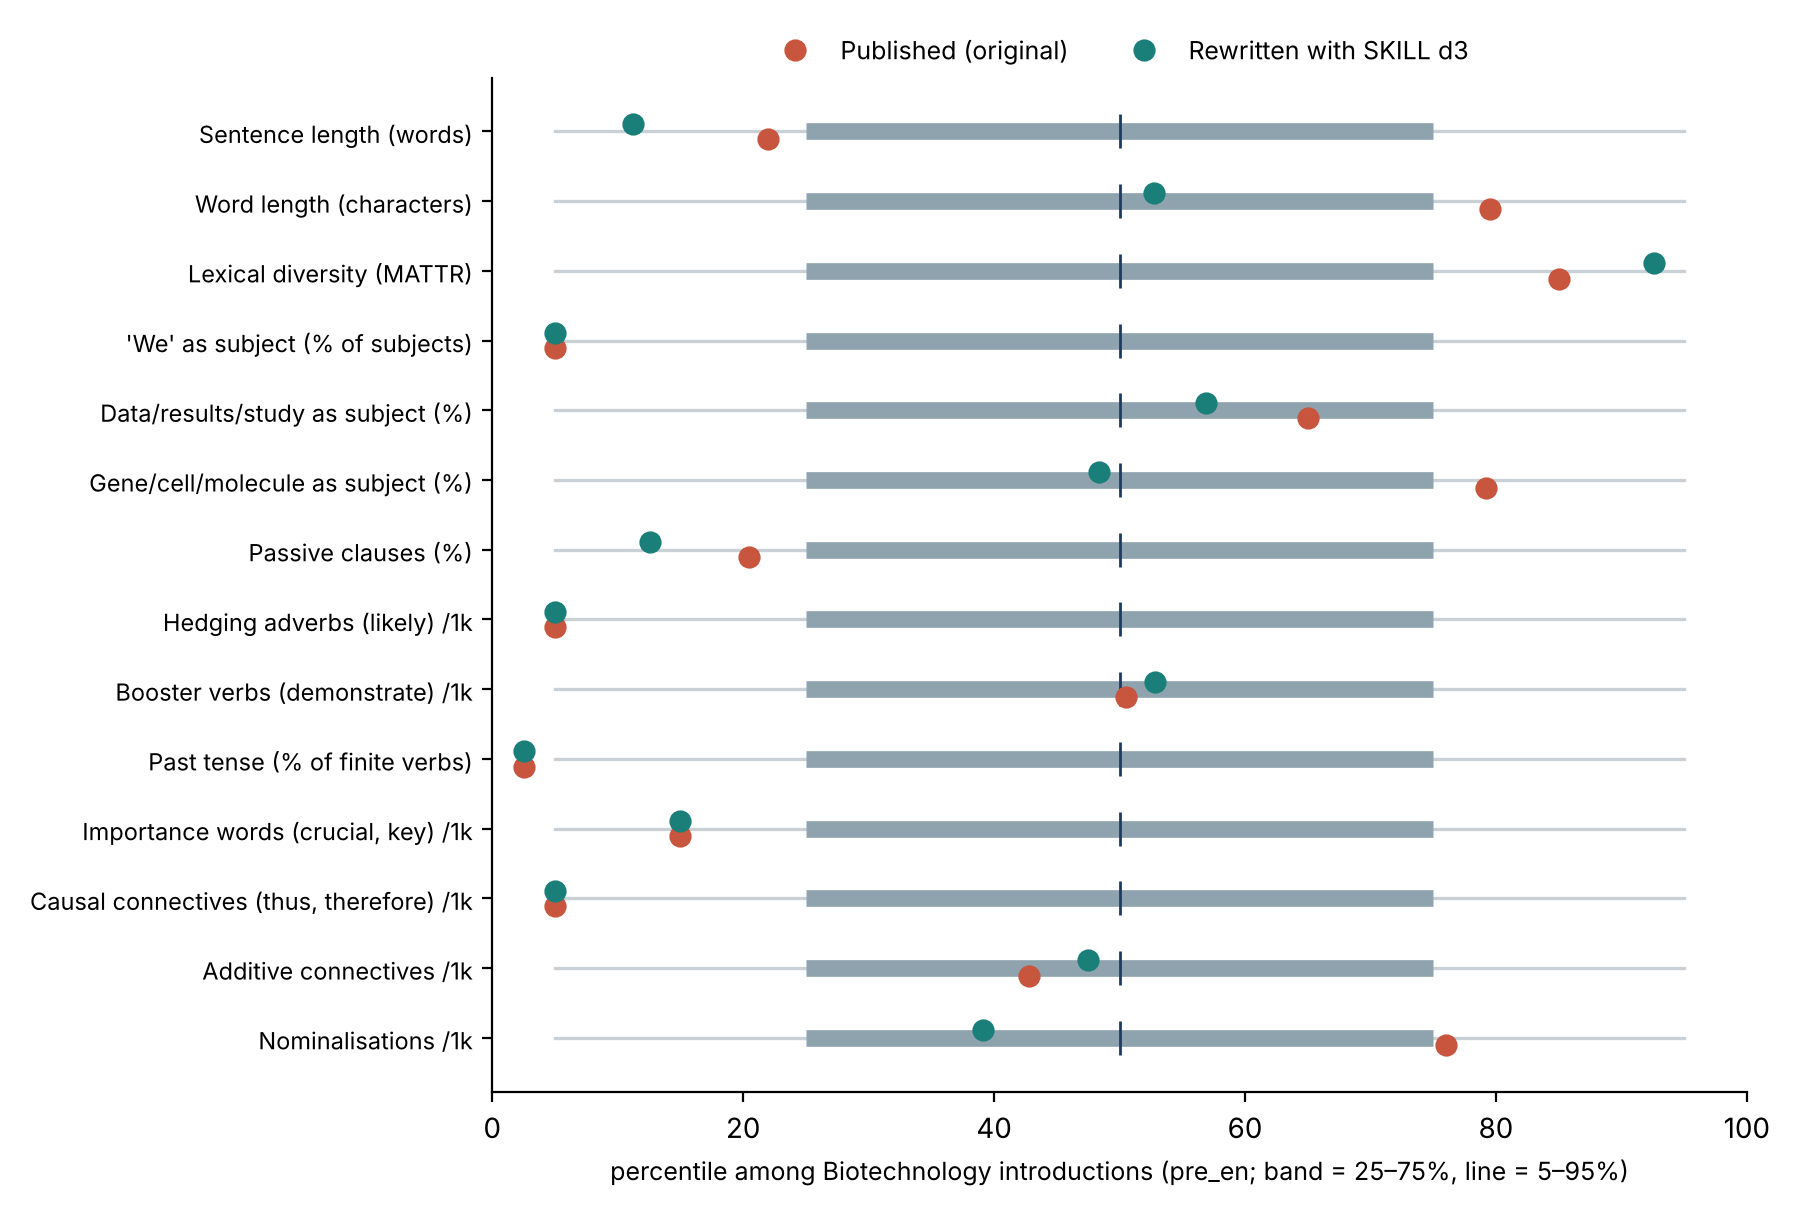 Published (original)
Rewritten with SKILL d3
Sentence length (words)
Word length (characters)
Lexical diversity (MATTR)
'We' as subject (% of subjects)
Data/results/study as subject (%)
Gene/cell/molecule as subject (%)
Passive clauses (%)
Hedging adverbs (likely) /1k
Booster verbs (demonstrate) /1k
Past tense (% of finite verbs)
Importance words (crucial, key) /1k
Causal connectives (thus, therefore) /1k
Additive connectives /1k
Nominalisations /1k
0 20 40 60 80 100
percentile among Biotechnology introductions (pre_en; band = 25–75%, line = 5–95%)